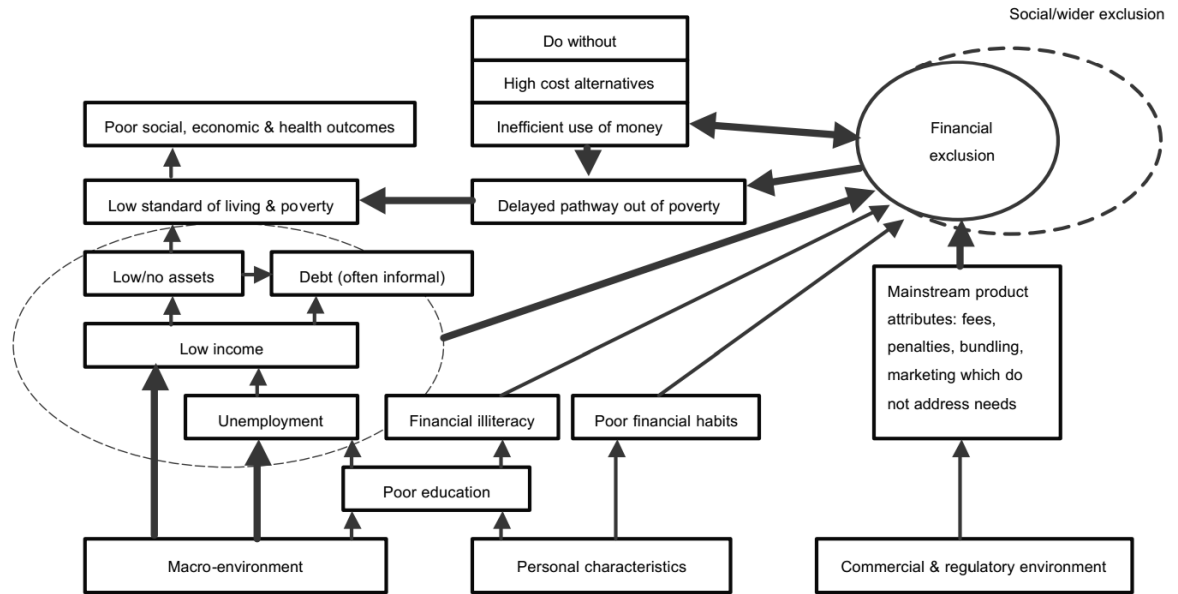 Social/wider exclusion
Do without
High cost alternatives
Inefficient use of money
Financial
exclusion
Poor social, economic & health outcomes
Low standard of living & poverty
Delayed pathway out of poverty
Low/no assets
Debt (often informal)
Low income
Mainstream product
attributes: fees,
penalties, bundling,
marketing which do
not address needs
Unemployment
Financial illiteracy
Poor financial habits
Poor education
Macro-environment
Personal characteristics
Commercial & regulatory environment